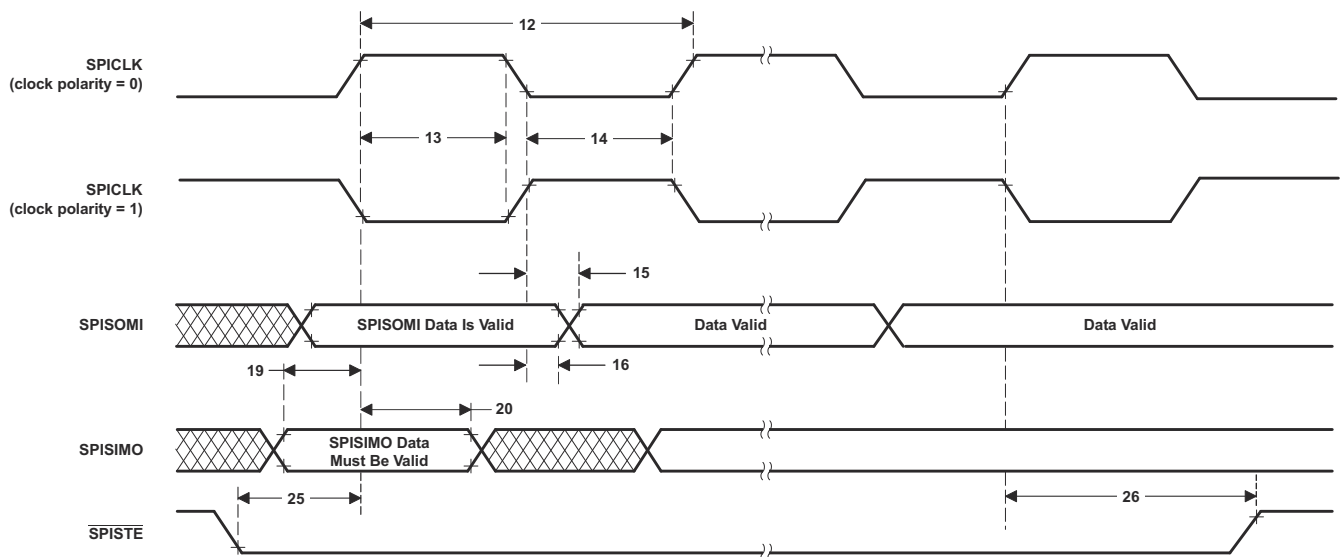 12
SPICLK
(clock polarity = 0)
13
14
SPICLK
(clock polarity = 1)
15
SPISOMI
SPISOMI Data Is Valid
Data Valid
Data Valid
19
16
20
SPISIMO
SPISIMO Data
Must Be Valid
25
26
SPISTE